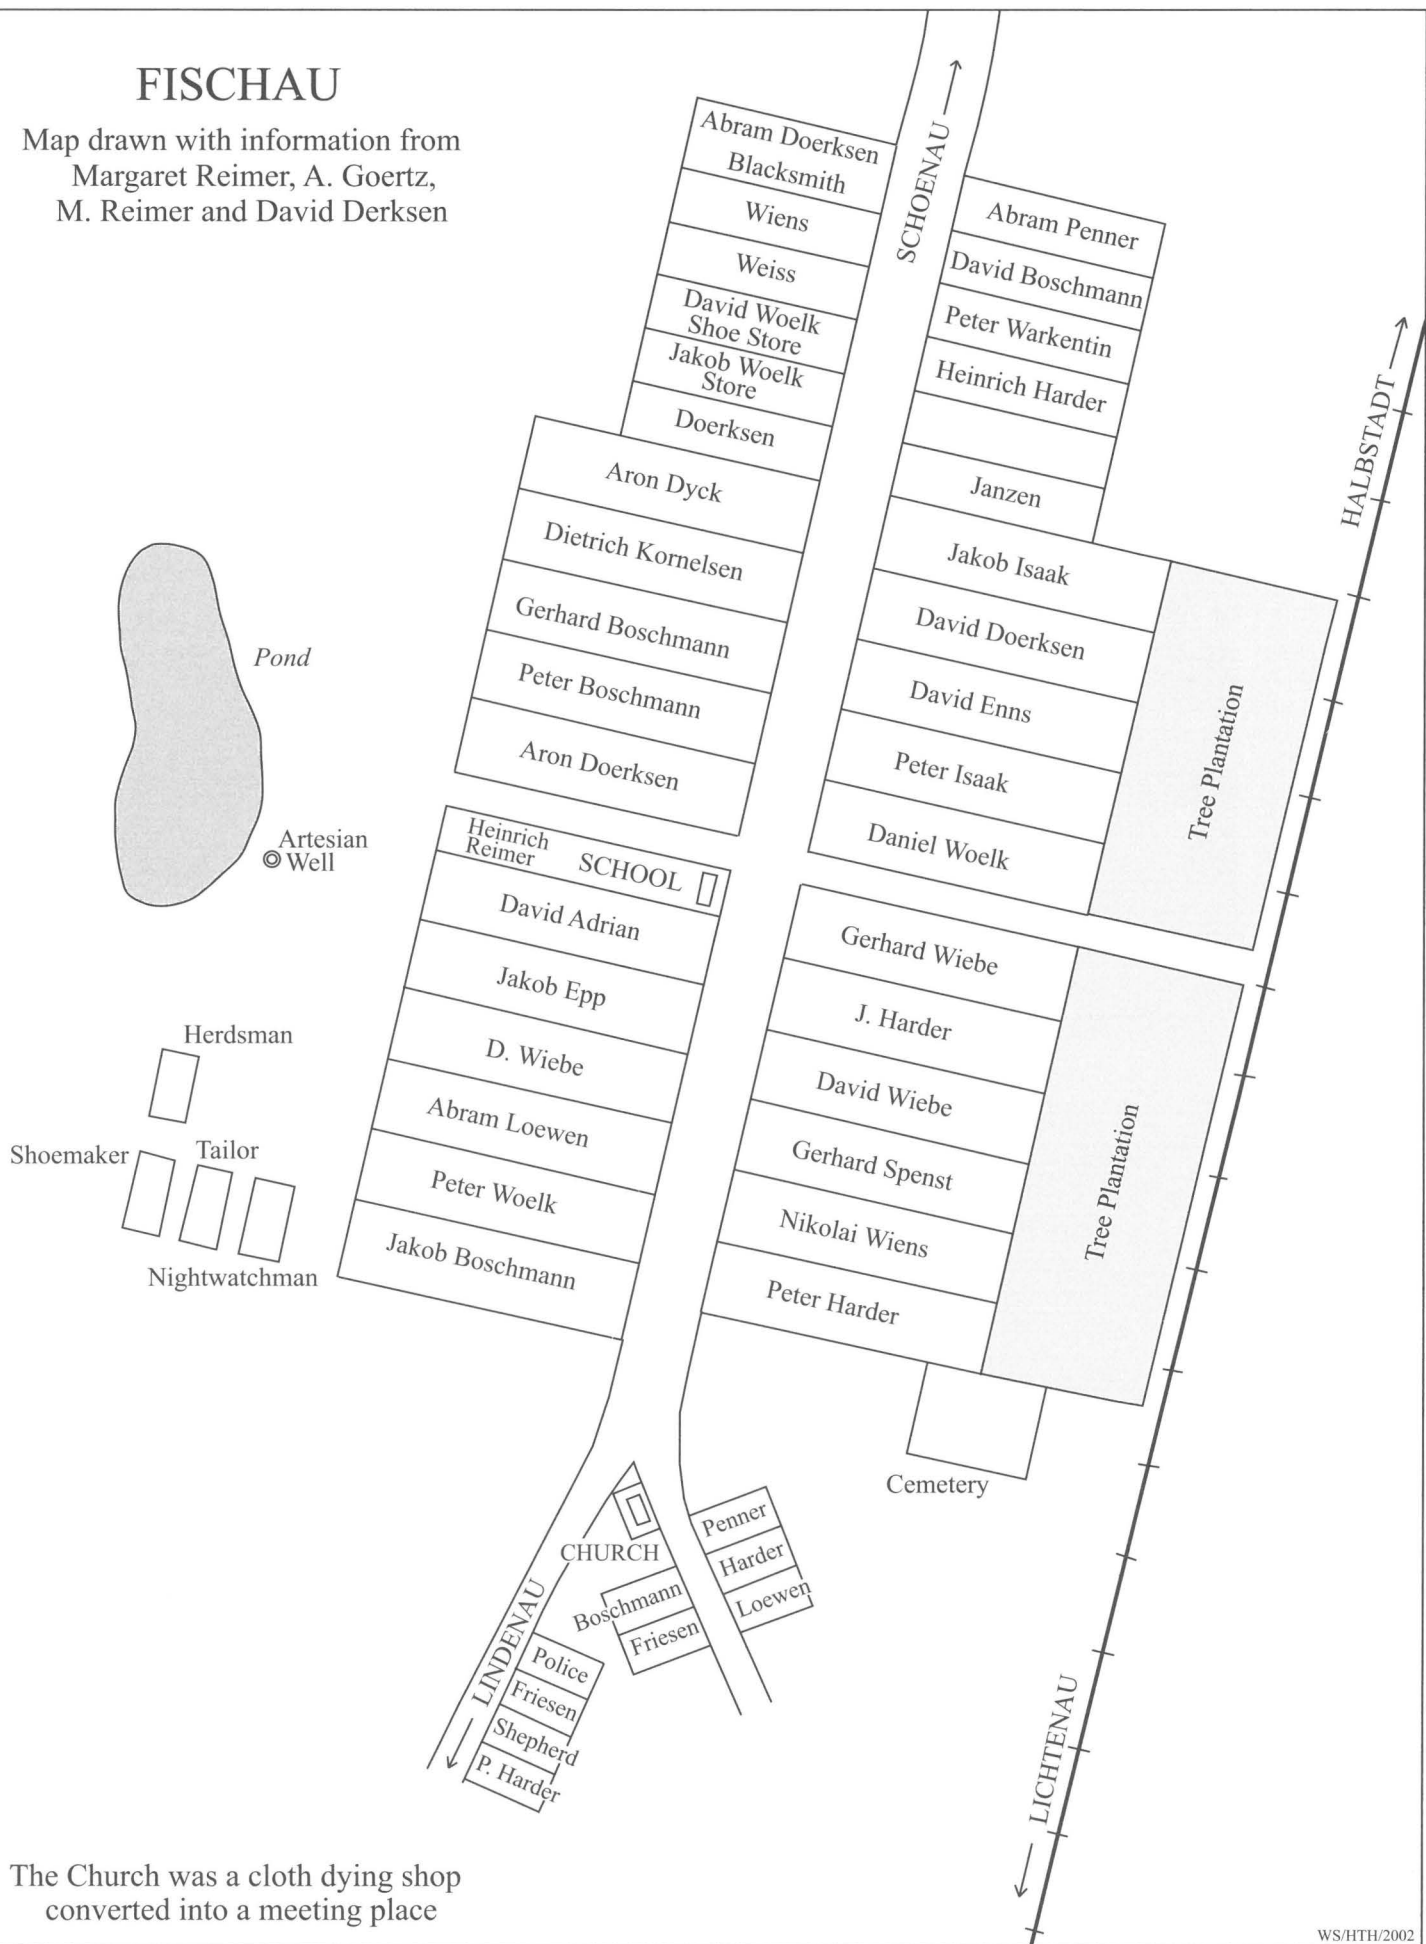 FISCHAU
Map drawn with information from
Margaret Reimer, A. Goertz,
M. Reimer and David Derksen
SCHOENAU
Abram Doerksen
Blacksmith
Wiens
Weiss
David Woelk
Shoe Store
Jakob Woelk
Store
Doerksen
Aron Dyck
Dietrich Kornelsen
Gerhard Boschmann
Peter Boschmann
Aron Doerksen
Heinrich
Reimer
SCHOOL
David Adrian
Jakob Epp
D. Wiebe
Abram Loewen
Peter Woelk
Jakob Boschmann
Abram Penner
David Boschmann
Peter Warkentin
Heinrich Harder
Janzen
Jakob Isaak
David Doerksen
David Enns
Peter Isaak
Daniel Woelk
Tree Plantation
HALBSTADT
Gerhard Wiebe
J. Harder
David Wiebe
Gerhard Spenst
Nikolai Wiens
Peter Harder
Tree Plantation
Cemetery
Pond
Artesian
Well
Herdsman
Shoemaker
Tailor
Nightwatchman
CHURCH
Boschmann
Friesen
Penner
Harder
Loewen
LINDENAU
Police
Friesen
Shepherd
P. Harder
LICHTENAU
The Church was a cloth dying shop
converted into a meeting place
WS/HTH/2002